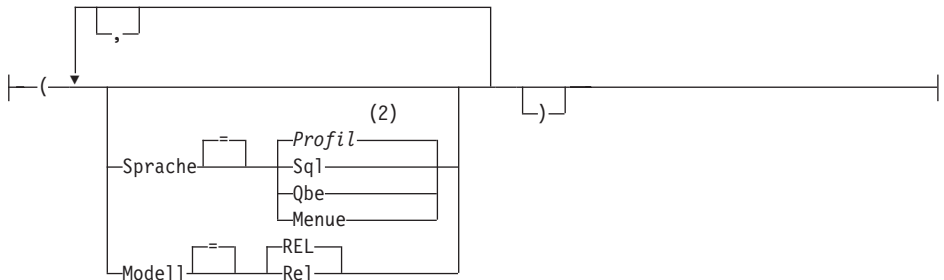 ,
(
(2)
= Profil
Sprache Sql
Qbe
Menue
= REL
Modell Rel
)